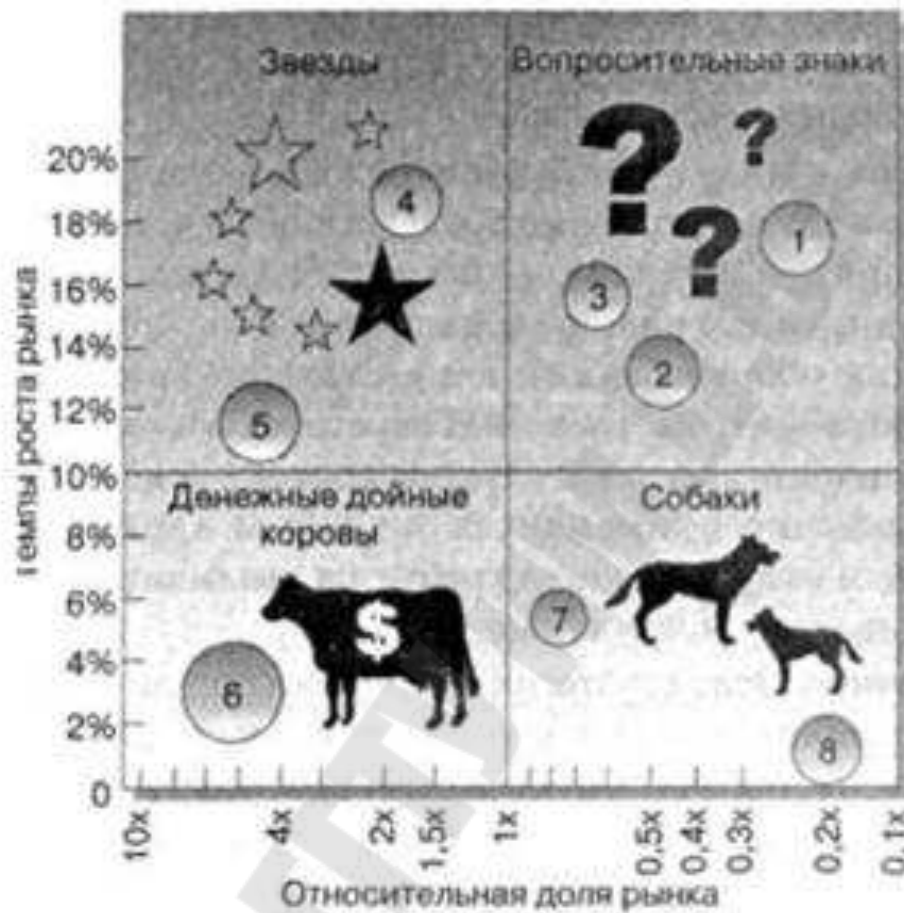 Звезды
Вопросительные знаки
? ? ?
4
1
3
2
5
Денежные дойные
коровы
Собаки
$
7
6
8
Темпы роста рынка
20%
18%
16%
14%
12%
10%
8%
6%
4%
2%
0
10x 4x 2x 1,5x 1x 0,5x 0,4x 0,3x 0,2x 0,1x
Относительная доля рынка